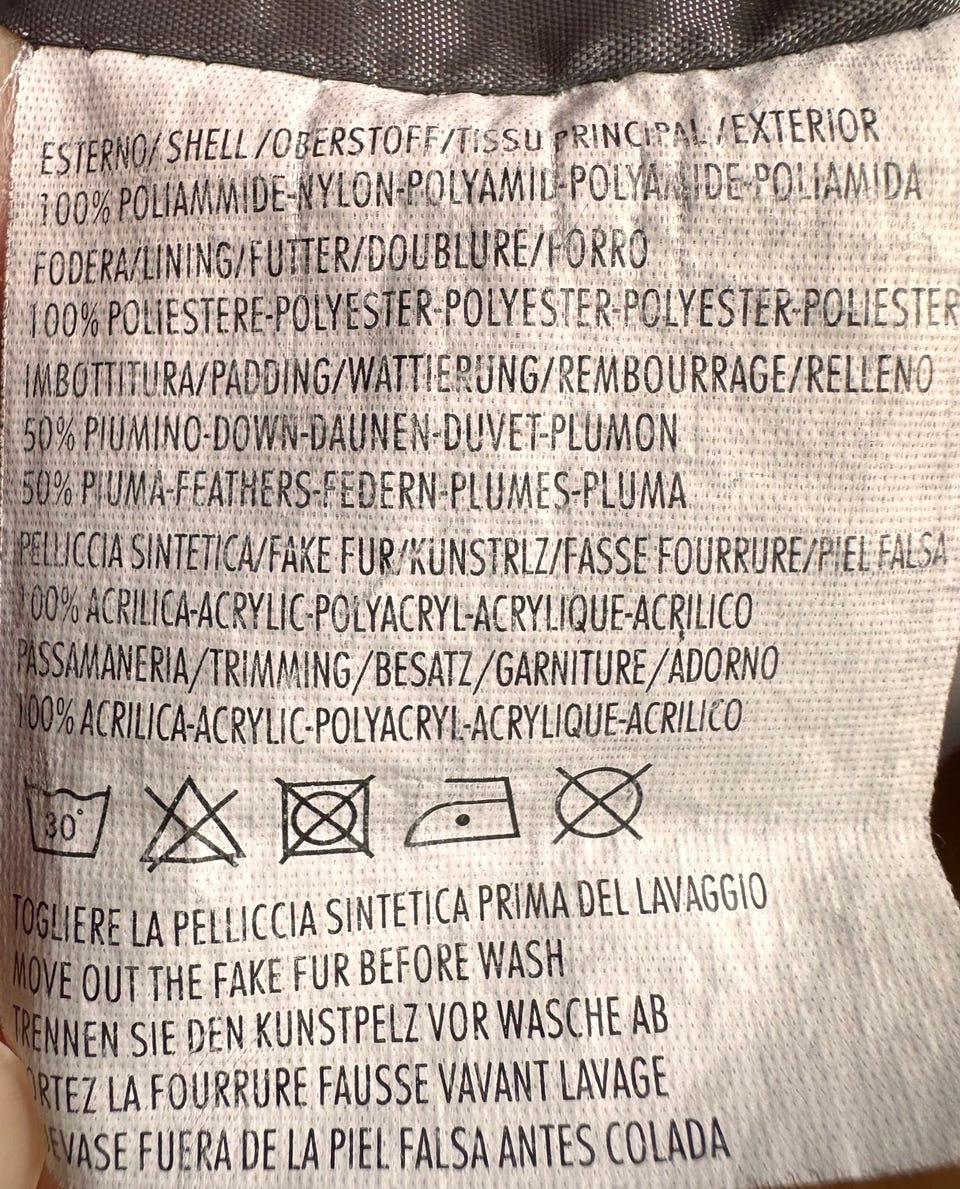 ESTERNO/SHELL/OBERSTOFF/TISSU PRINCIPAL/EXTERIOR
100% POLIAMMIDE-NYLON-POLYAMID-POLYAMIDE-POLIAMIDA
FODERA/LINING/FUTTER/DOUBLURE/FORRO
100% POLIESTERE-POLYESTER-POLYESTER-POLYESTER-POLIESTER
IMBOTTITURA/PADDING/WATTIERUNG/REMBOURRAGE/RELLENO
50% PIUMINO-DOWN-DAUNEN-DUVET-PLUMON
50% PIUMA-FEATHERS-FEDERN-PLUMES-PLUMA
PELLICCIA SINTETICA/FAKE FUR/KUNSTRLZ/FASSE FOURRURE/PIEL FALSA
100% ACRILICA-ACRYLIC-POLYACRYL-ACRYLIQUE-ACRILICO
PASSAMANERIA/TRIMMING/BESATZ/GARNITURE/ADORNO
100% ACRILICA-ACRYLIC-POLYACRYL-ACRYLIQUE-ACRILICO
30°
TOGLIERE LA PELLICCIA SINTETICA PRIMA DEL LAVAGGIO
MOVE OUT THE FAKE FUR BEFORE WASH
TRENNEN SIE DEN KUNSTPELZ VOR WASCHE AB
LA FOURRURE FAUSSE VAVANT LAVAGE
FUERA DE LA PIEL FALSA ANTES COLADA